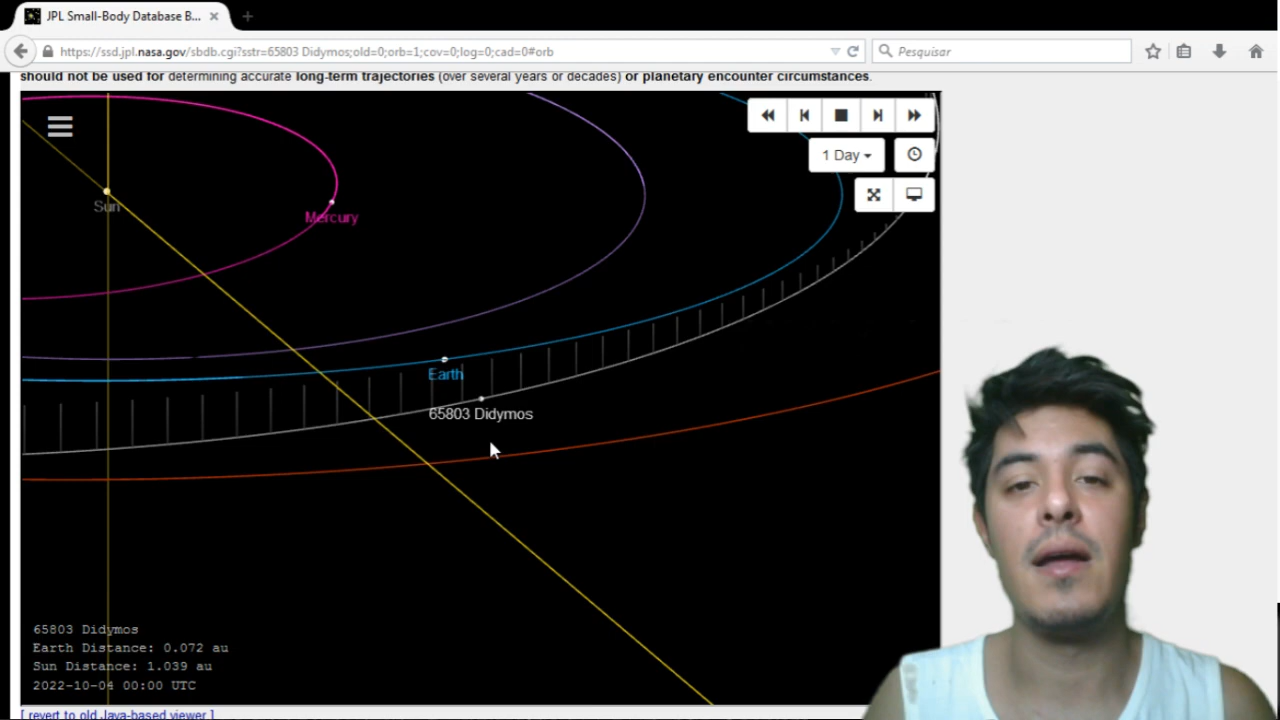 JPL Small-Body Database B...
https://ssd.jpl.nasa.gov/sbdb.cgi?sstr=65803 Didymos;old=0;orb=1;cov=0;log=0;cad=0#orb
Pesquisar
should not be used for determining accurate long-term trajectories (over several years or decades) or planetary encounter circumstances.
1 Day
Sun
Mercury
Earth
65803 Didymos
65803 Didymos
Earth Distance: 0.072 au
Sun Distance: 1.039 au
2022-10-04 00:00 UTC
[ revert to old Java-based viewer ]